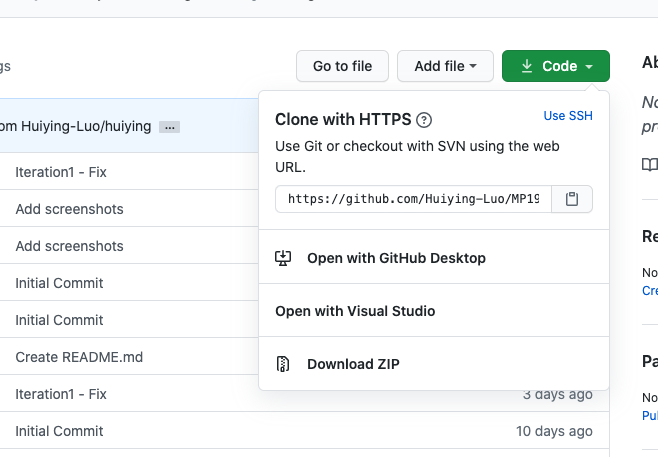 Go to file Add file Code
om Huiying-Luo/huiying ...
Clone with HTTPS ? Use SSH
Use Git or checkout with SVN using the web
URL.
https://github.com/Huiying-Luo/MP19
Open with GitHub Desktop
Open with Visual Studio
Download ZIP
Iteration1 - Fix
Add screenshots
Add screenshots
Initial Commit
Initial Commit
Create README.md
Iteration1 - Fix 3 days ago
Initial Commit 10 days ago
gs
Ab
No
pr
Re
No
Cre
Pa
No
Pul